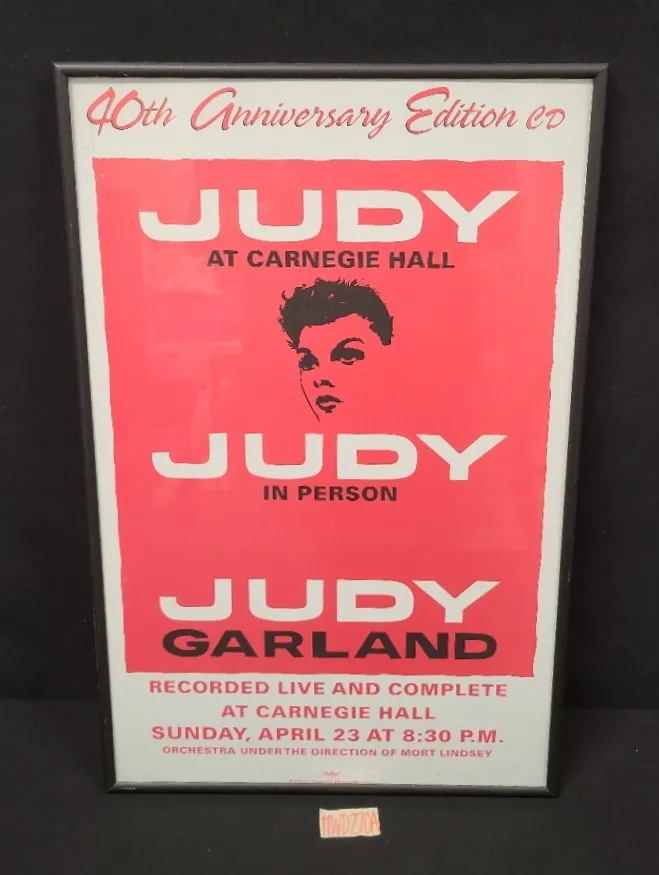 40th Anniversary Edition CD
JUDY
AT CARNEGIE HALL
JUDY
IN PERSON
JUDY
GARLAND
RECORDED LIVE AND COMPLETE
AT CARNEGIE HALL
SUNDAY, APRIL 23 AT 8:30 P.M.
ORCHESTRA UNDER THE DIRECTION OF MORT LINDSEY